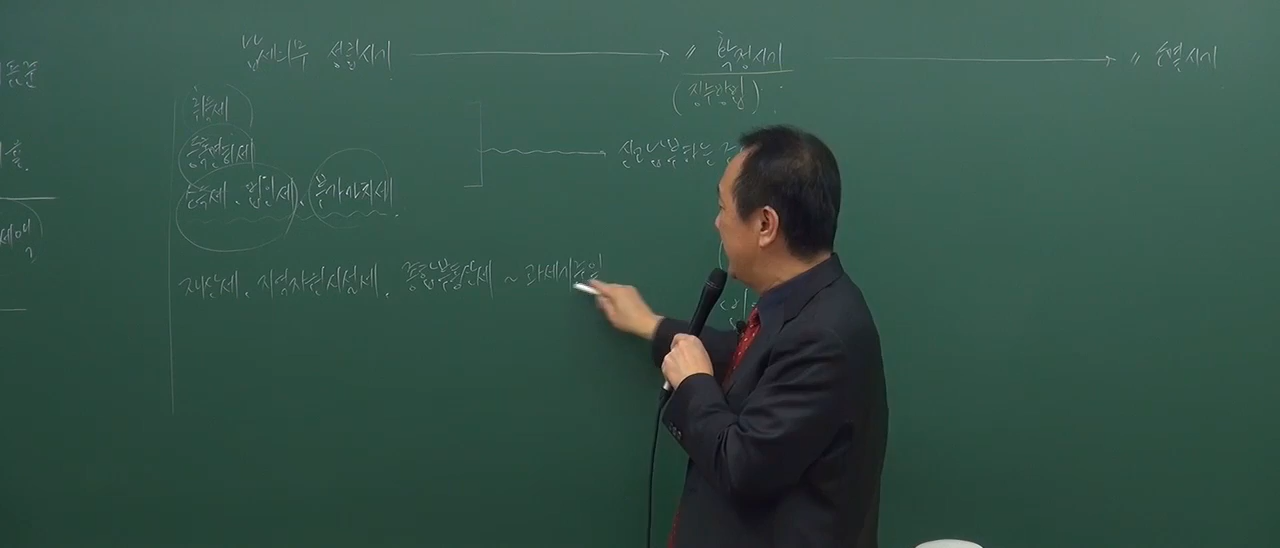 납세의무 성립시기 → 〃 확정시기 → 〃 소멸시기
(징수방법)
취득세
등록면허세
소득세, 법인세, 부가가치세
신고납부하는
재산세, 지역자원시설세, 종합부동산세 ~ 과세기준일
세액